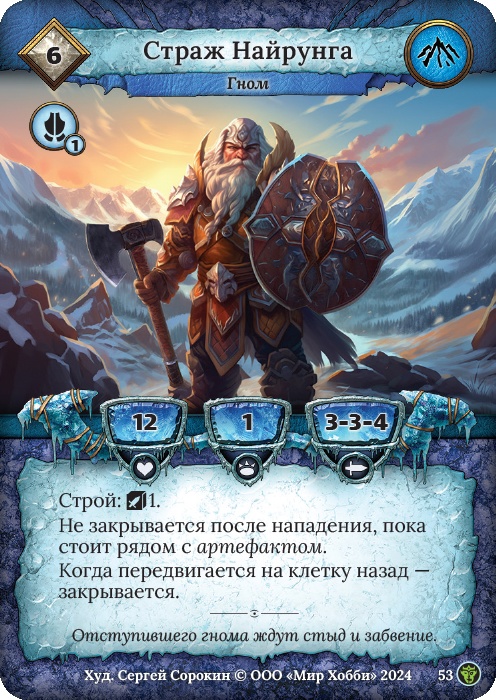 6
Страж Найрунга
Гном
1
12
1
3-3-4
Строй: 1.
Не закрывается после нападения, пока
стоит рядом с артефактом.
Когда передвигается на клетку назад —
закрывается.
Отступившего гнома ждут стыд и забвение.
Худ. Сергей Сорокин © ООО «Мир Хобби» 2024
53